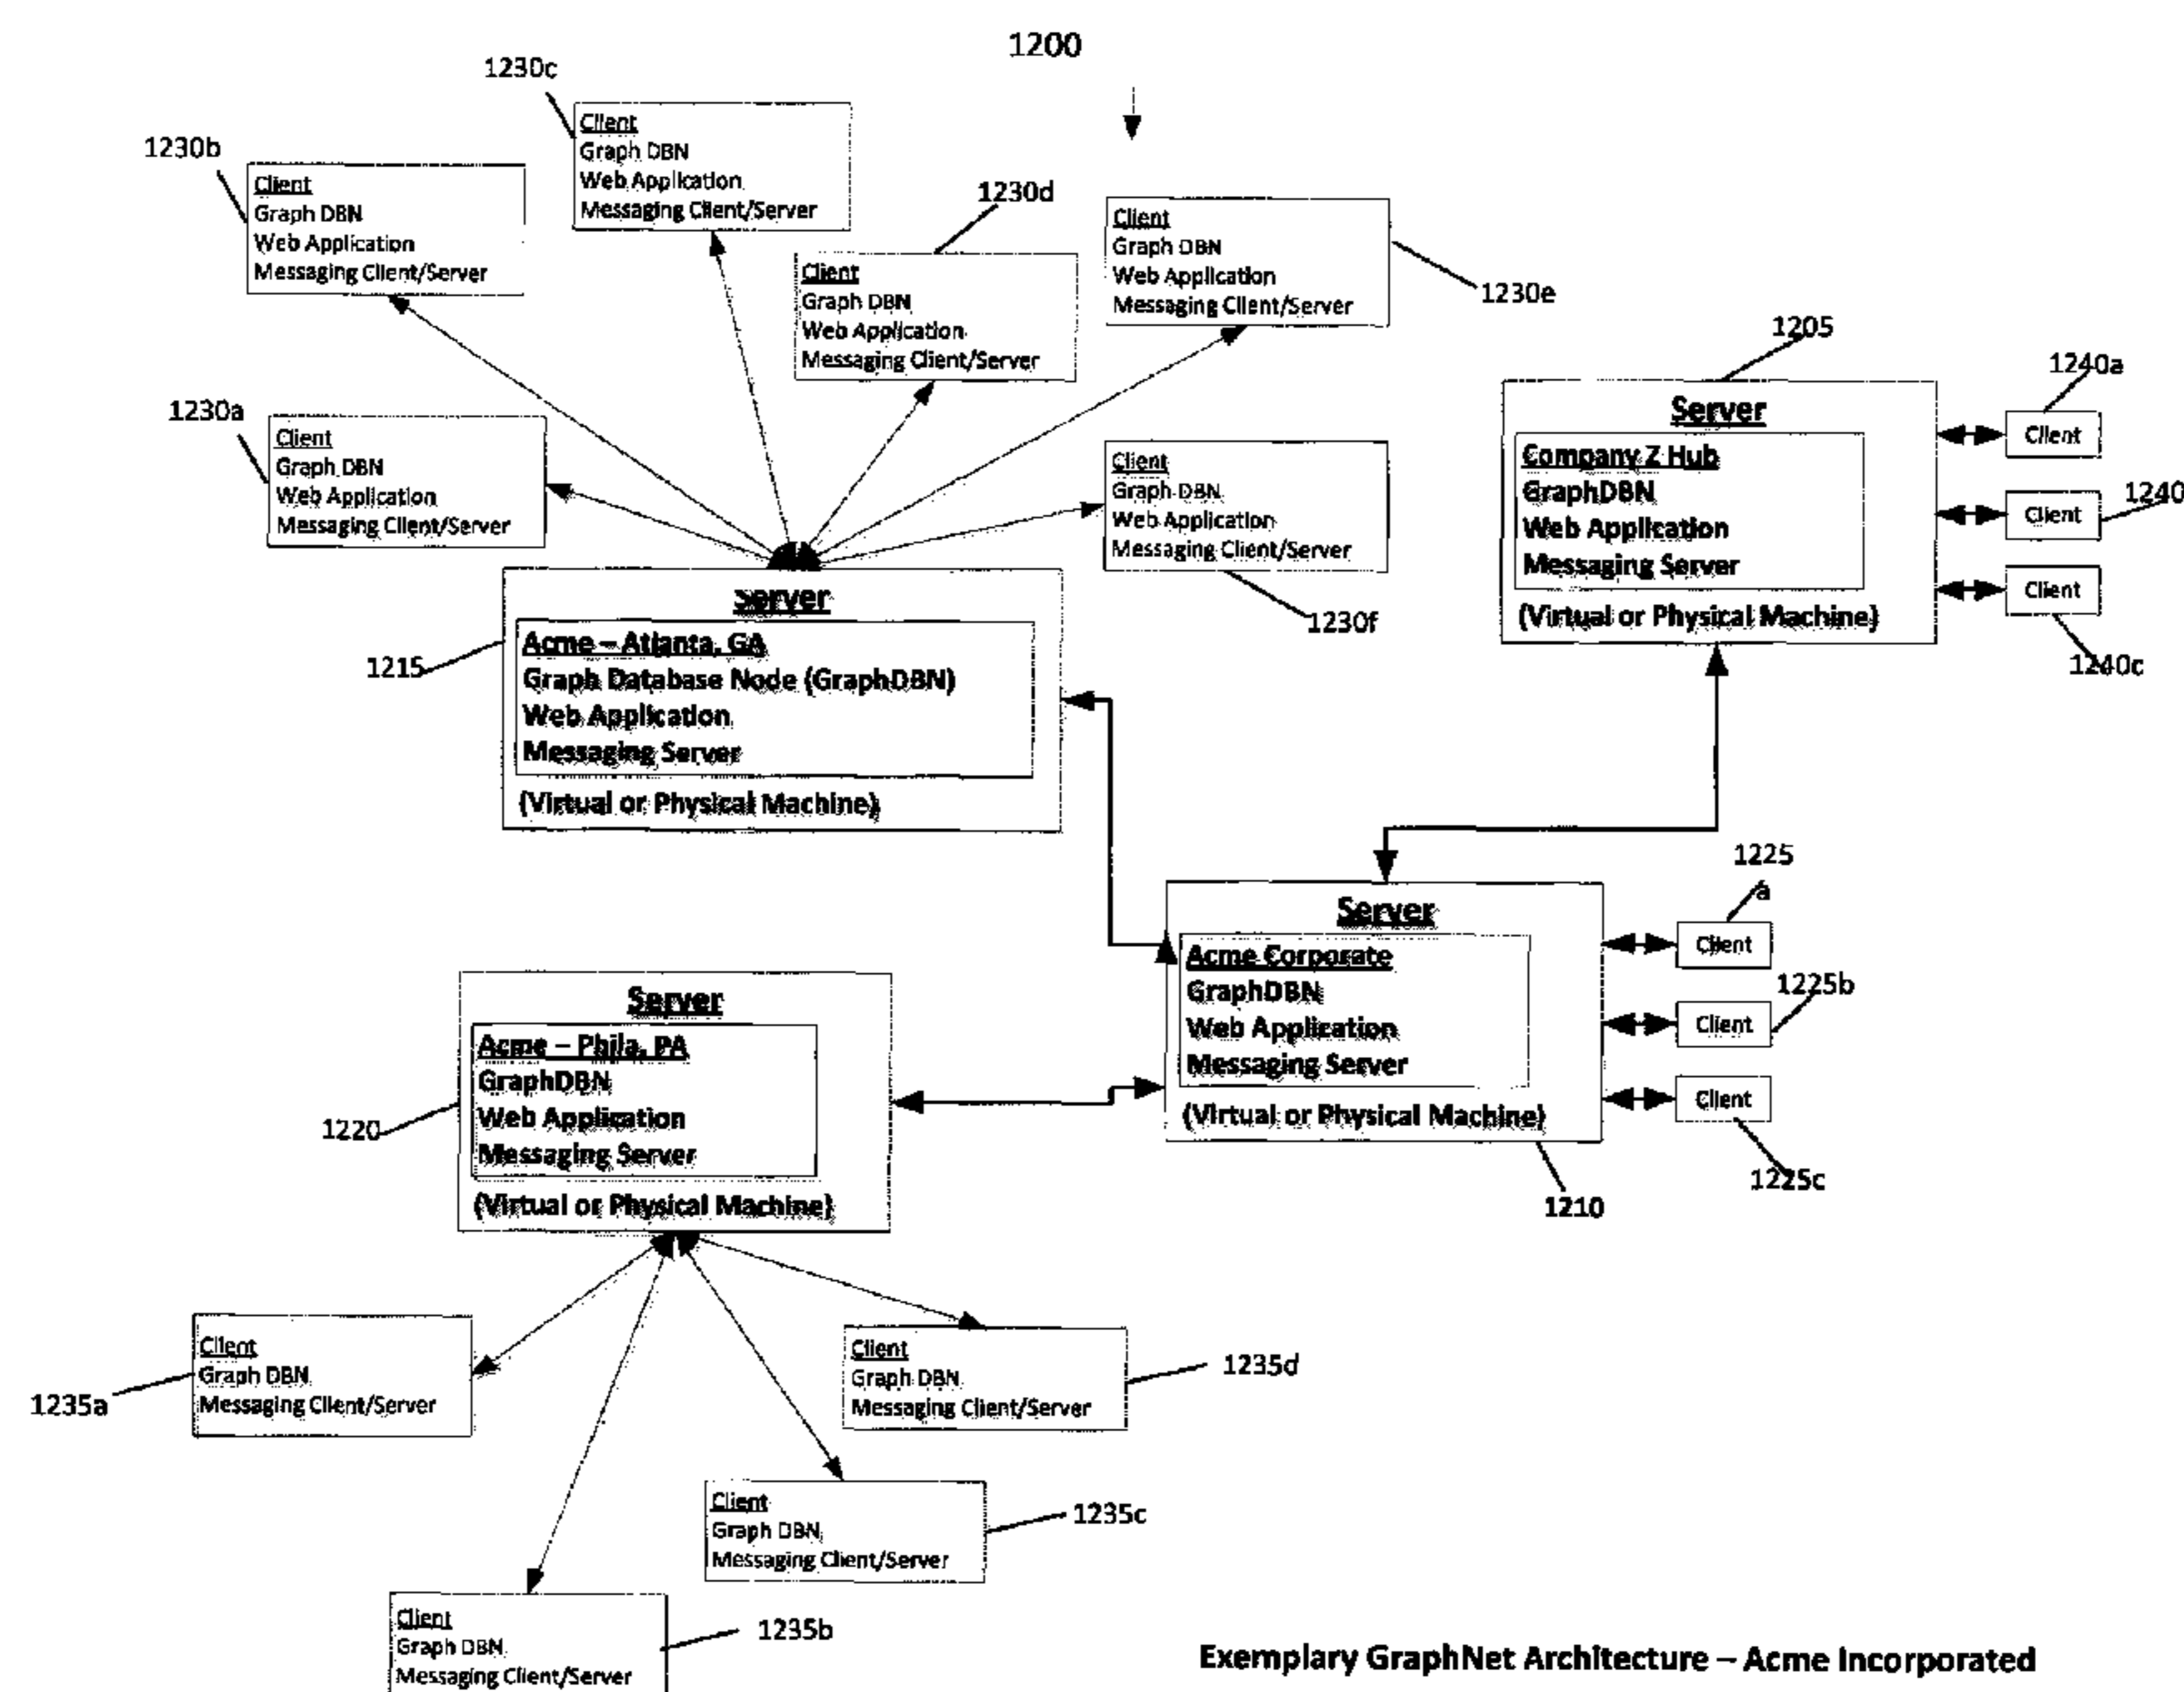 1200
1230c
Client
Graph DBN
Web Application
Messaging Client/Server
1230b
Client
Graph DBN
Web Application
Messaging Client/Server
1230d
Client
Graph DBN
Web Application
Messaging Client/Server
Client
Graph DBN
Web Application
Messaging Client/Server
1230e
1230a
Client
Graph DBN
Web Application
Messaging Client/Server
Client
Graph DBN
Web Application
Messaging Client/Server
1230f
1205
Server
Company Z Hub
GraphDBN
Web Application
Messaging Server
(Virtual or Physical Machine)
1240a
Client
1240
Client
Client
1240c
1215
Server
Acme – Atlanta, GA
Graph Database Node (GraphDBN)
Web Application
Messaging Server
(Virtual or Physical Machine)
Server
Acme Corporate
GraphDBN
Web Application
Messaging Server
(Virtual or Physical Machine)
1210
1225
a
Client
1225b
Client
Client
1225c
1220
Server
Acme – Phila, PA
GraphDBN
Web Application
Messaging Server
(Virtual or Physical Machine)
1235a
Client
Graph DBN
Messaging Client/Server
Client
Graph DBN
Messaging Client/Server
1235d
Client
Graph DBN
Messaging Client/Server
1235c
Client
Graph DBN
Messaging Client/Server
1235b
Exemplary GraphNet Architecture – Acme Incorporated